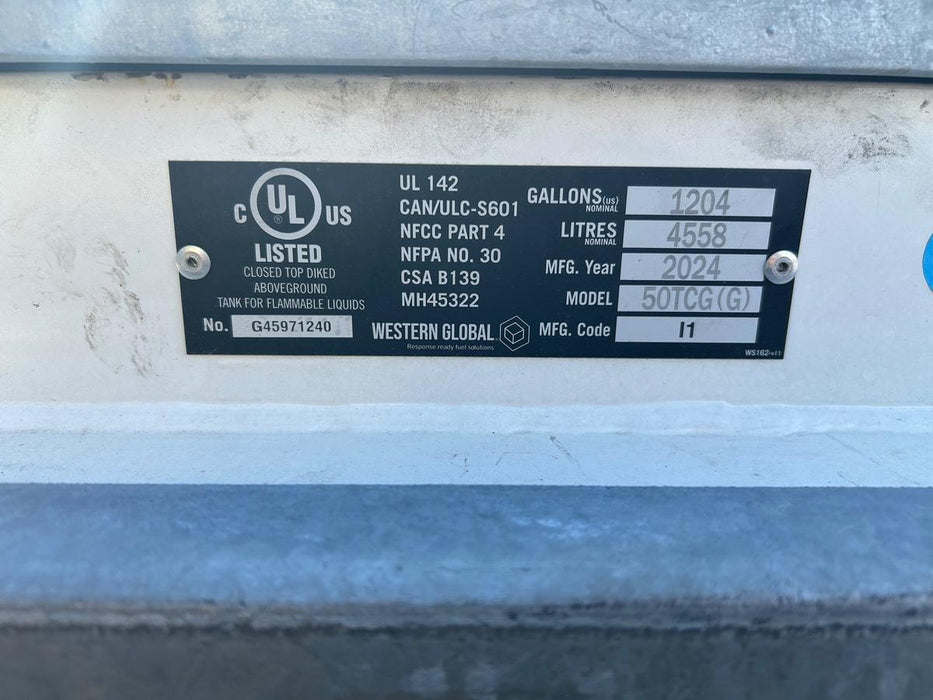 C UL ® US
LISTED
CLOSED TOP DIKED
ABOVEGROUND
TANK FOR FLAMMABLE LIQUIDS
No. G45971240
UL 142
CAN/ULC-S601
NFCC PART 4
NFPA NO. 30
CSA B139
MH45322
WESTERN GLOBAL
Response ready fuel solutions
GALLONS(us) NOMINAL 1204
LITRES NOMINAL 4558
MFG. Year 2024
MODEL 50TCG (G)
MFG. Code I1
WS162-v11